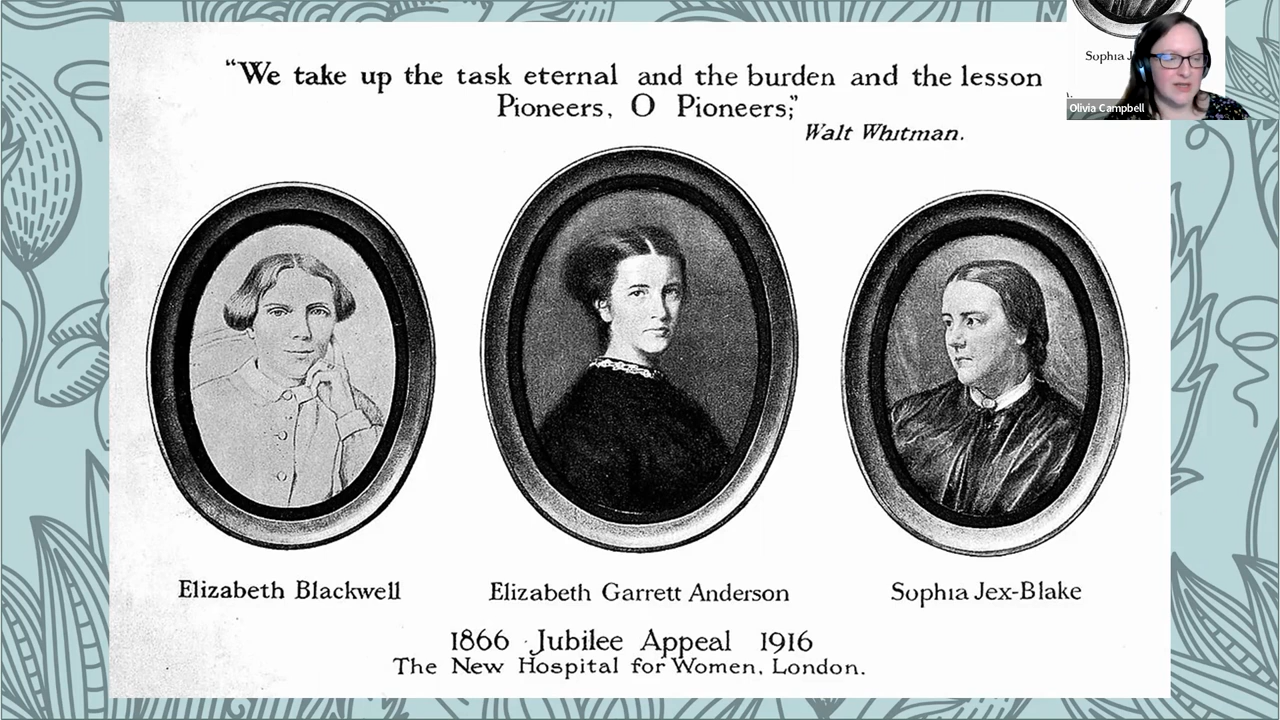 “We take up the task eternal and the burden and the lesson
Pioneers, O Pioneers;”
Walt Whitman.
Sophia J
Olivia Campbell
Elizabeth Blackwell
Elizabeth Garrett Anderson
Sophia Jex-Blake
1866 Jubilee Appeal 1916
The New Hospital for Women, London.